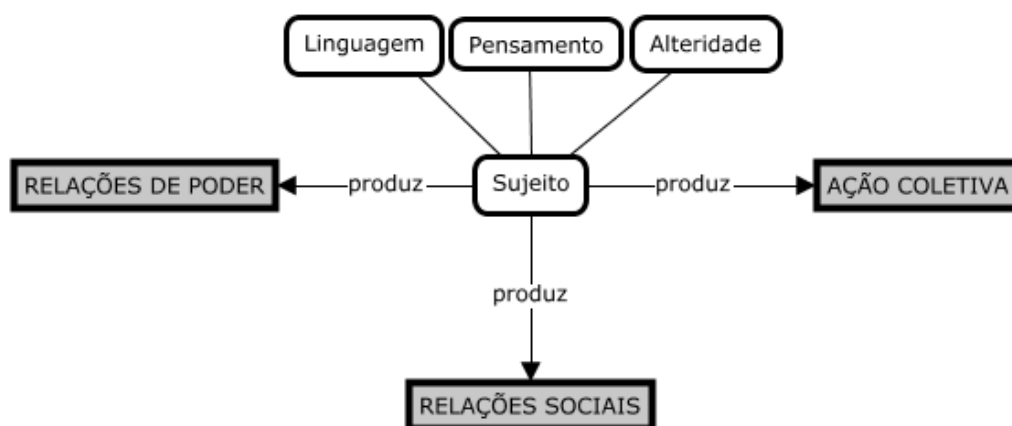 Linguagem
Pensamento
Alteridade
RELAÇÕES DE PODER
produz
Sujeito
produz
AÇÃO COLETIVA
produz
RELAÇÕES SOCIAIS